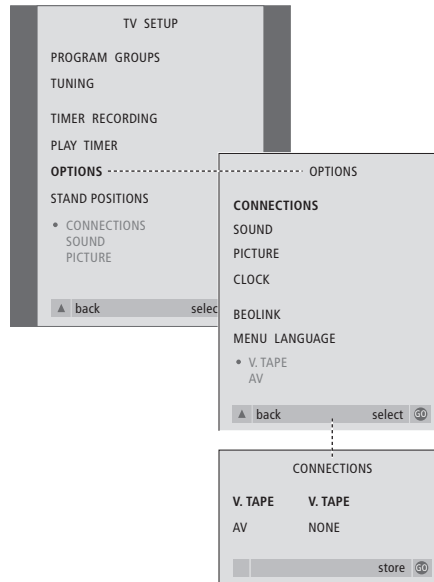 TV SETUP
PROGRAM GROUPS
TUNING
TIMER RECORDING
PLAY TIMER
OPTIONS
STAND POSITIONS
• CONNECTIONS
SOUND
PICTURE
▲ back selec
OPTIONS
CONNECTIONS
SOUND
PICTURE
CLOCK
BEOLINK
MENU LANGUAGE
• V. TAPE
AV
▲ back select GO
CONNECTIONS
V. TAPE V. TAPE
AV NONE
store GO